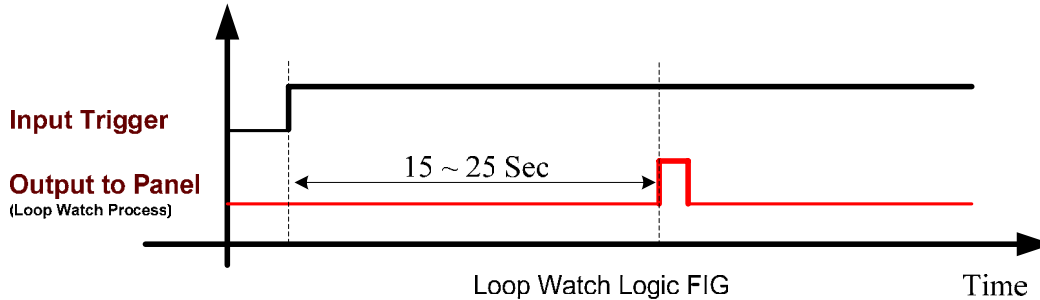 Input Trigger
15 ~ 25 Sec
Output to Panel
(Loop Watch Process)
Loop Watch Logic FIG
Time